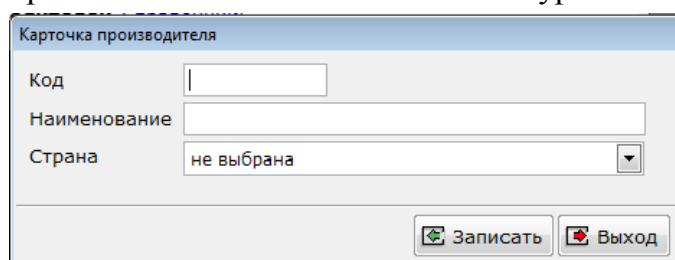 Карточка производителя
Код
Наименование
Страна не выбрана
Записать Выход